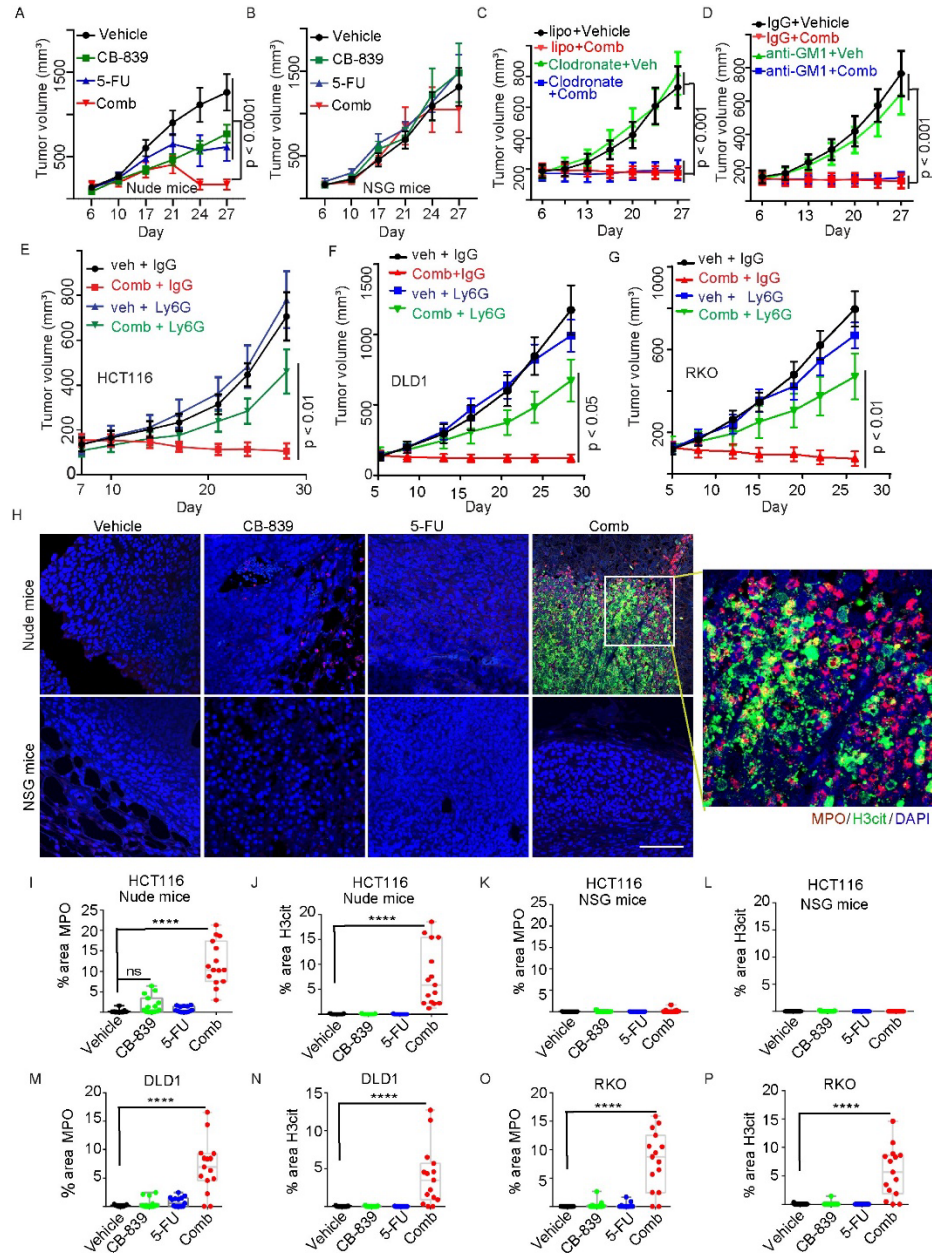 A
Tumor volume (mm³)
1500
1000
500
Vehicle
CB-839
5-FU
Comb
p < 0.0001
Nude mice
6 10 17 21 24 27
Day
B
Tumor volume (mm³)
1500
1000
500
Vehicle
CB-839
5-FU
Comb
NSG mice
6 10 17 21 24 27
Day
C
Tumor volume (mm³)
800
600
400
200
lipo+Vehicle
lipo+Comb
Clodronate+Veh
Clodronate
+Comb
p < 0.001
6 13 20 27
Day
D
Tumor volume (mm³)
800
600
400
200
0
IgG+Vehicle
IgG+Comb
anti-GM1+Veh
anti-GM1+Comb
p < 0.001
6 13 20 27
Day
E
Tumor volume (mm³)
800
600
400
200
0
veh + IgG
Comb + IgG
veh + Ly6G
Comb + Ly6G
HCT116
p < 0.01
7 10 20 30
Day
F
Tumor volume (mm³)
1500
1000
500
0
veh + IgG
Comb+IgG
veh + Ly6G
Comb + Ly6G
DLD1
p < 0.05
5 10 15 20 25 30
Day
G
Tumor volume (mm³)
1000
600
200
veh + IgG
Comb + IgG
veh + Ly6G
Comb + Ly6G
RKO
p < 0.01
5 10 15 20 25 30
Day
H
Vehicle CB-839 5-FU Comb
Nude mice
NSG mice
MPO/H3cit/DAPI
I
HCT116
Nude mice
% area MPO
25
20
15
10
5
****
ns
Vehicle CB-839 5-FU Comb
J
HCT116
Nude mice
% area H3cit
20
15
10
5
0
****
Vehicle CB-839 5-FU Comb
K
HCT116
NSG mice
% area MPO
25
20
15
10
5
Vehicle CB-839 5-FU Comb
L
HCT116
NSG mice
% area H3cit
20
15
10
5
0
Vehicle CB-839 5-FU Comb
M
DLD1
% area MPO
20
15
10
5
0
****
Vehicle CB-839 5-FU Comb
N
DLD1
% area H3cit
15
10
5
0
****
Vehicle CB-839 5-FU Comb
O
RKO
% area MPO
20
15
10
5
0
****
Vehicle CB-839 5-FU Comb
P
RKO
% area H3cit
20
15
10
5
0
****
Vehicle CB-839 5-FU Comb